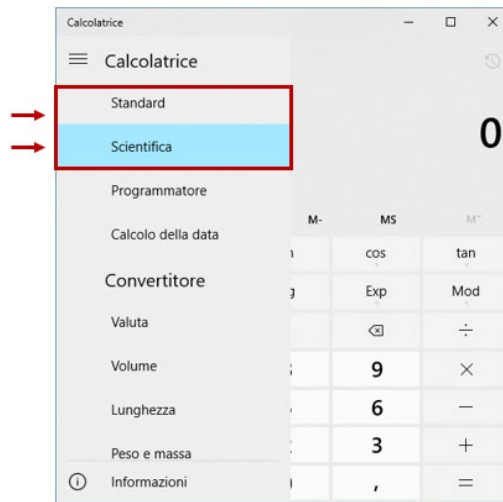 Calcolatrice
Calcolatrice
Standard
0
Scientifica
Programmatore
M- MS M
Calcolo della data
cos tan
Convertitore
Exp Mod
Valuta
÷
Volume
9 ×
Lunghezza
6 −
Peso e massa
3 +
Informazioni
, =